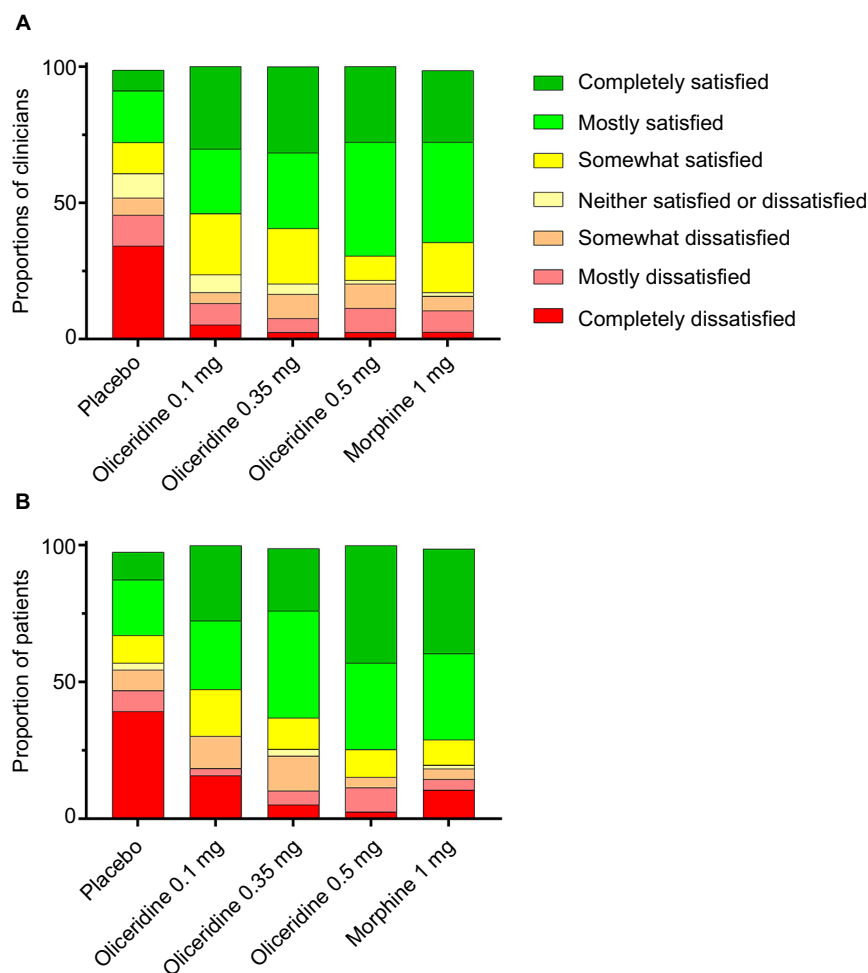 A
Proportions of clinicians
100
50
0
Placebo
Oliceridine 0.1 mg
Oliceridine 0.35 mg
Oliceridine 0.5 mg
Morphine 1 mg
Completely satisfied
Mostly satisfied
Somewhat satisfied
Neither satisfied or dissatisfied
Somewhat dissatisfied
Mostly dissatisfied
Completely dissatisfied
B
Proportion of patients
100
50
0
Placebo
Oliceridine 0.1 mg
Oliceridine 0.35 mg
Oliceridine 0.5 mg
Morphine 1 mg